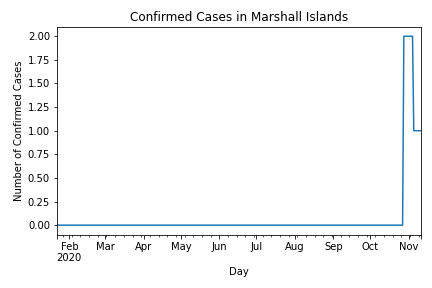 Confirmed Cases in Marshall Islands
2.00
1.75
1.50
1.25
1.00
0.75
0.50
0.25
0.00
Number of Confirmed Cases
Feb Mar Apr May Jun Jul Aug Sep Oct Nov
2020
Day